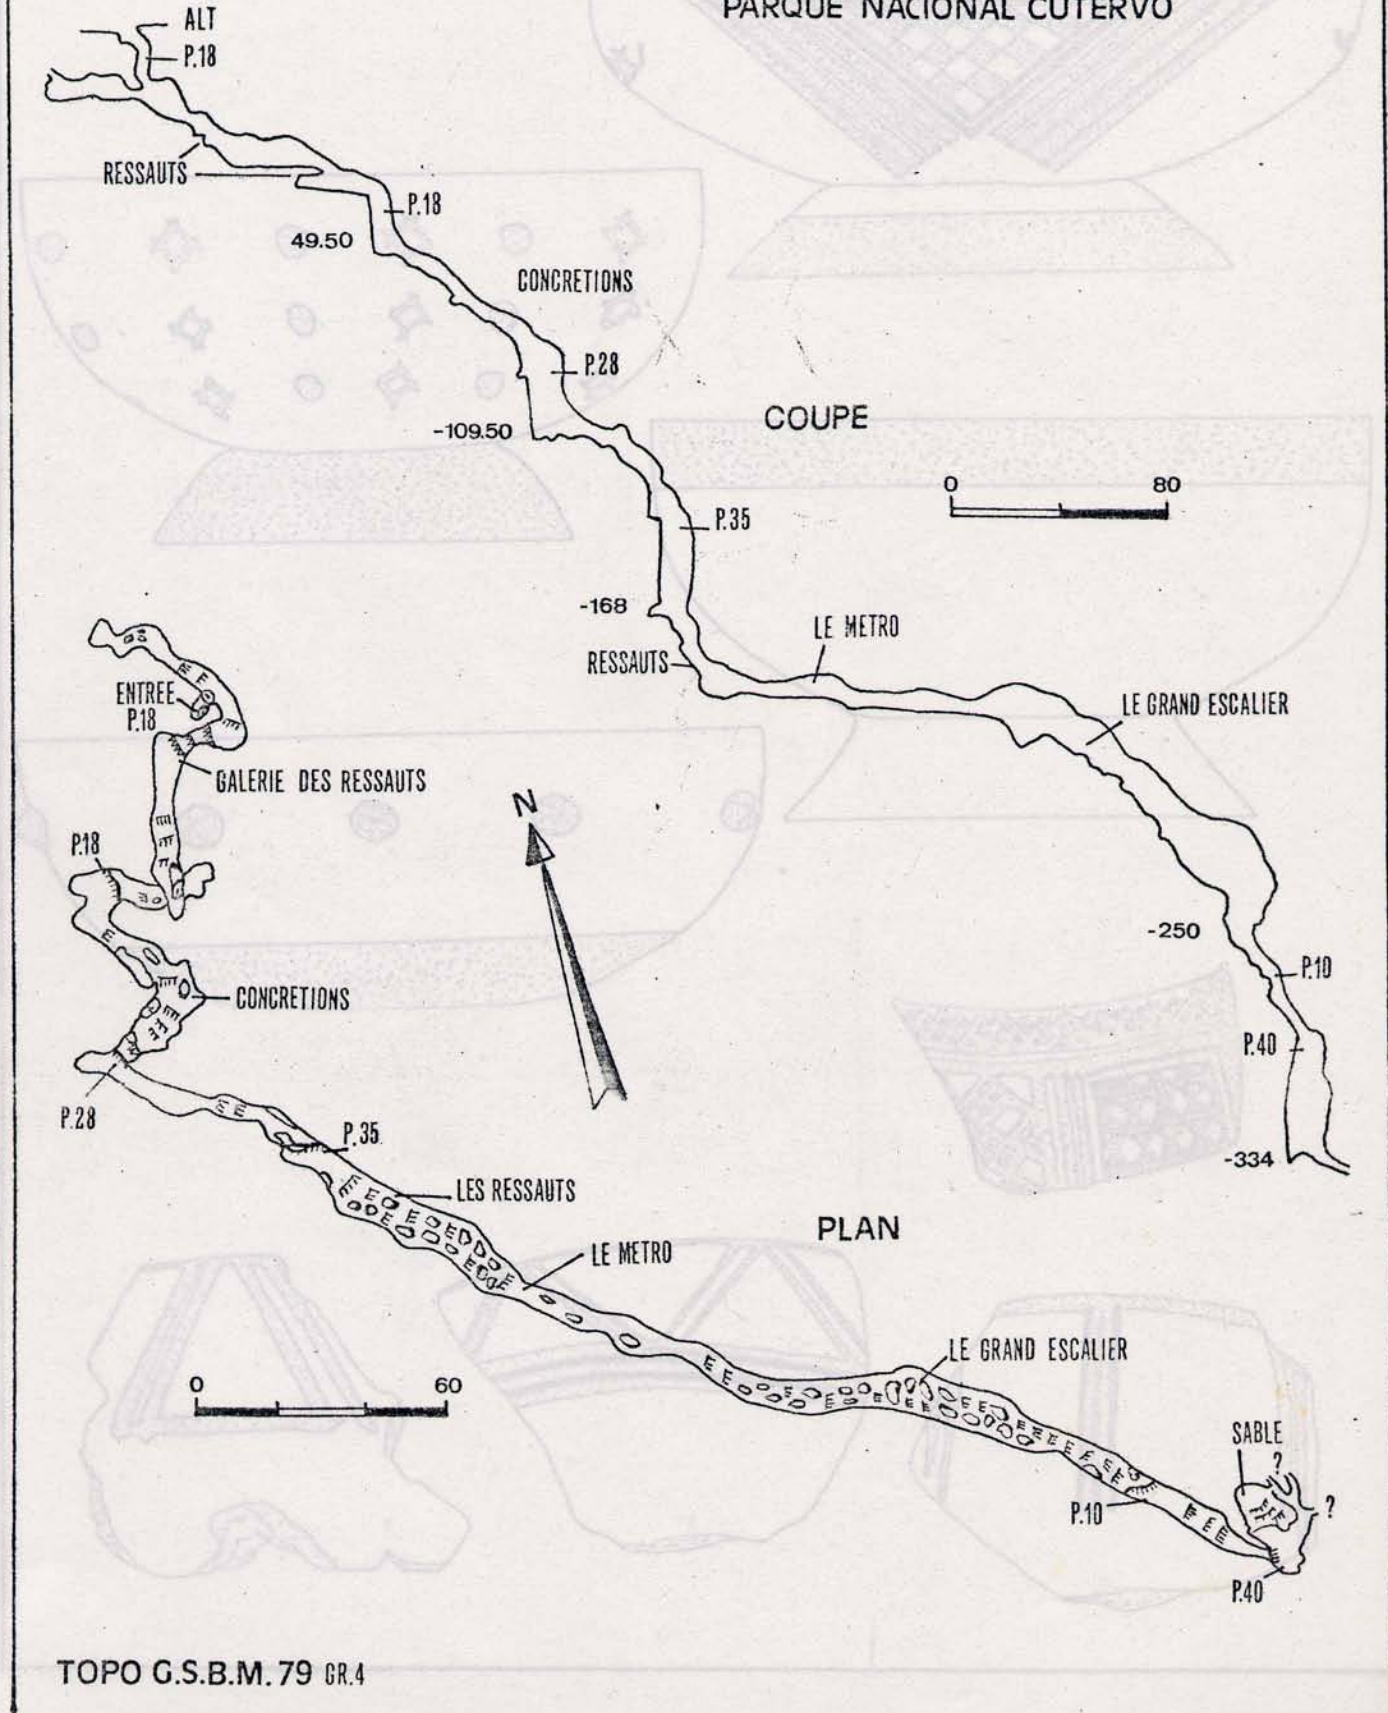 PARQUE NACIONAL CUTERVO
ALT
P.18
RESSAUTS
P.18
49.50
CONCRETIONS
P.28
-109.50
COUPE
0 80
P.35
-168
RESSAUTS
LE METRO
LE GRAND ESCALIER
-250
P.10
P.40
-334
ENTREE
P.18
GALERIE DES RESSAUTS
N
P.18
CONCRETIONS
P.28
P.35
LES RESSAUTS
PLAN
LE METRO
0 60
LE GRAND ESCALIER
SABLE
?
?
P.10
P.40
TOPO G.S.B.M. 79 GR.4